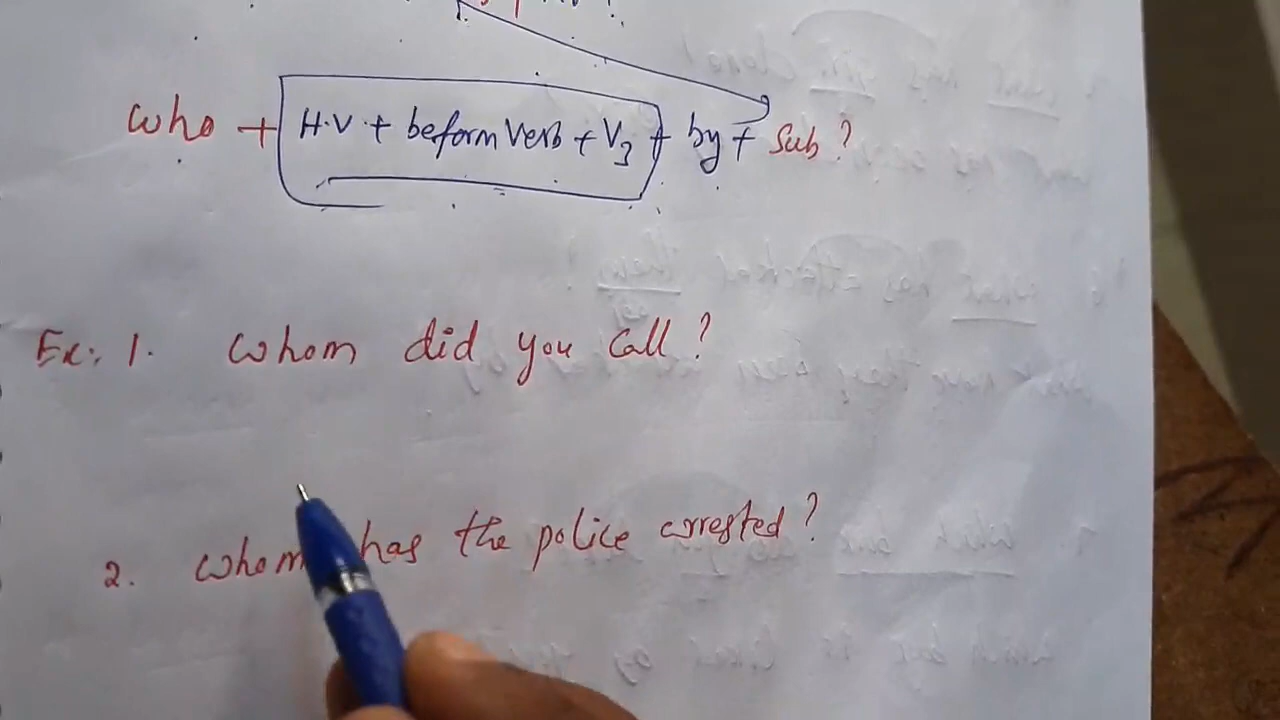 who + H.V + beform verb + V3 + by + sub ?
Ex: 1. whom did you call ?
2. whom has the police arrested ?